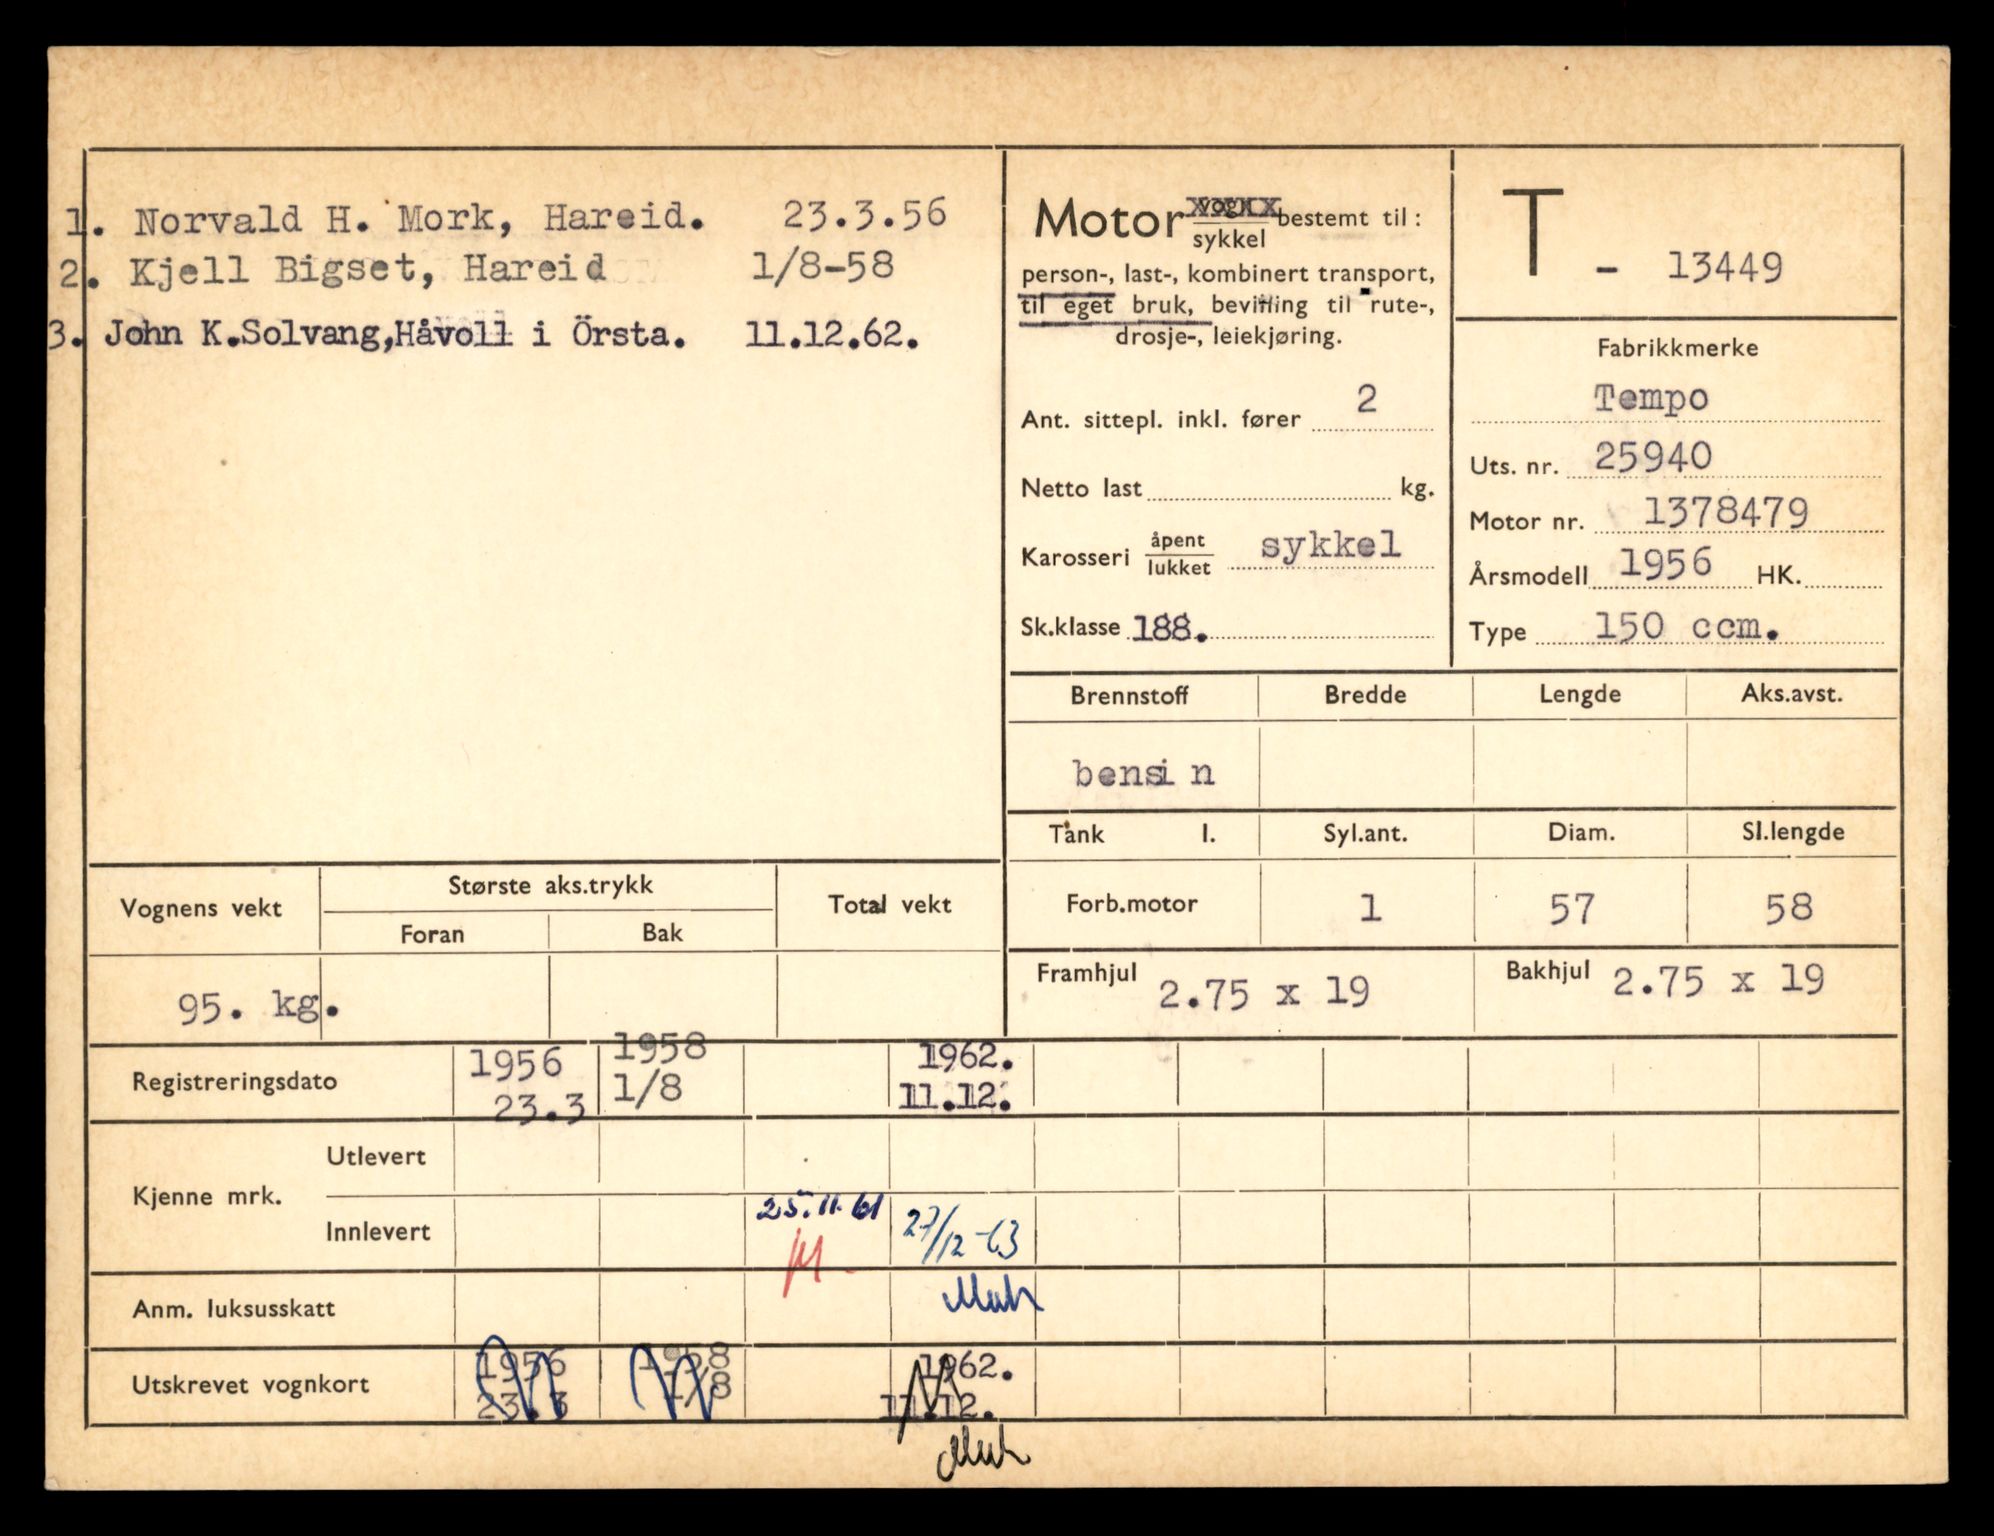 1. Norvald H. Mork, Hareid. 23.3.56
2. Kjell Bigset, Hareid 1/8-58
3. John K.Solvang,Håvoll i Örsta. 11.12.62.
Motor vogn bestemt til:
sykkel
person-, last-, kombinert transport,
til eget bruk, bevilling til rute-,
drosje-, leiekjøring.
Ant. sittepl. inkl. fører 2
Netto last kg.
Karosseri åpent sykkel
lukket
Sk.klasse 188.
T - 13449
Fabrikkmerke
Tempo
Uts. nr. 25940
Motor nr. 1378479
Årsmodell 1956 HK.
Type 150 ccm.
Brennstoff Bredde Lengde Aks.avst.
bensin
Tank l. Syl.ant. Diam. Sl.lengde
Forb.motor 1 57 58
Framhjul 2.75 x 19 Bakhjul 2.75 x 19
Vognens vekt Største aks.trykk Total vekt
Foran Bak
95. kg.
Registreringsdato 1956 1958 1962.
23.3 1/8 11.12.
Kjenne mrk. Utlevert
Innlevert 25.11.61 27/12-63
Anm. luksusskatt
Utskrevet vognkort 1956 1958 1962.
23.3 1/8 11.12.